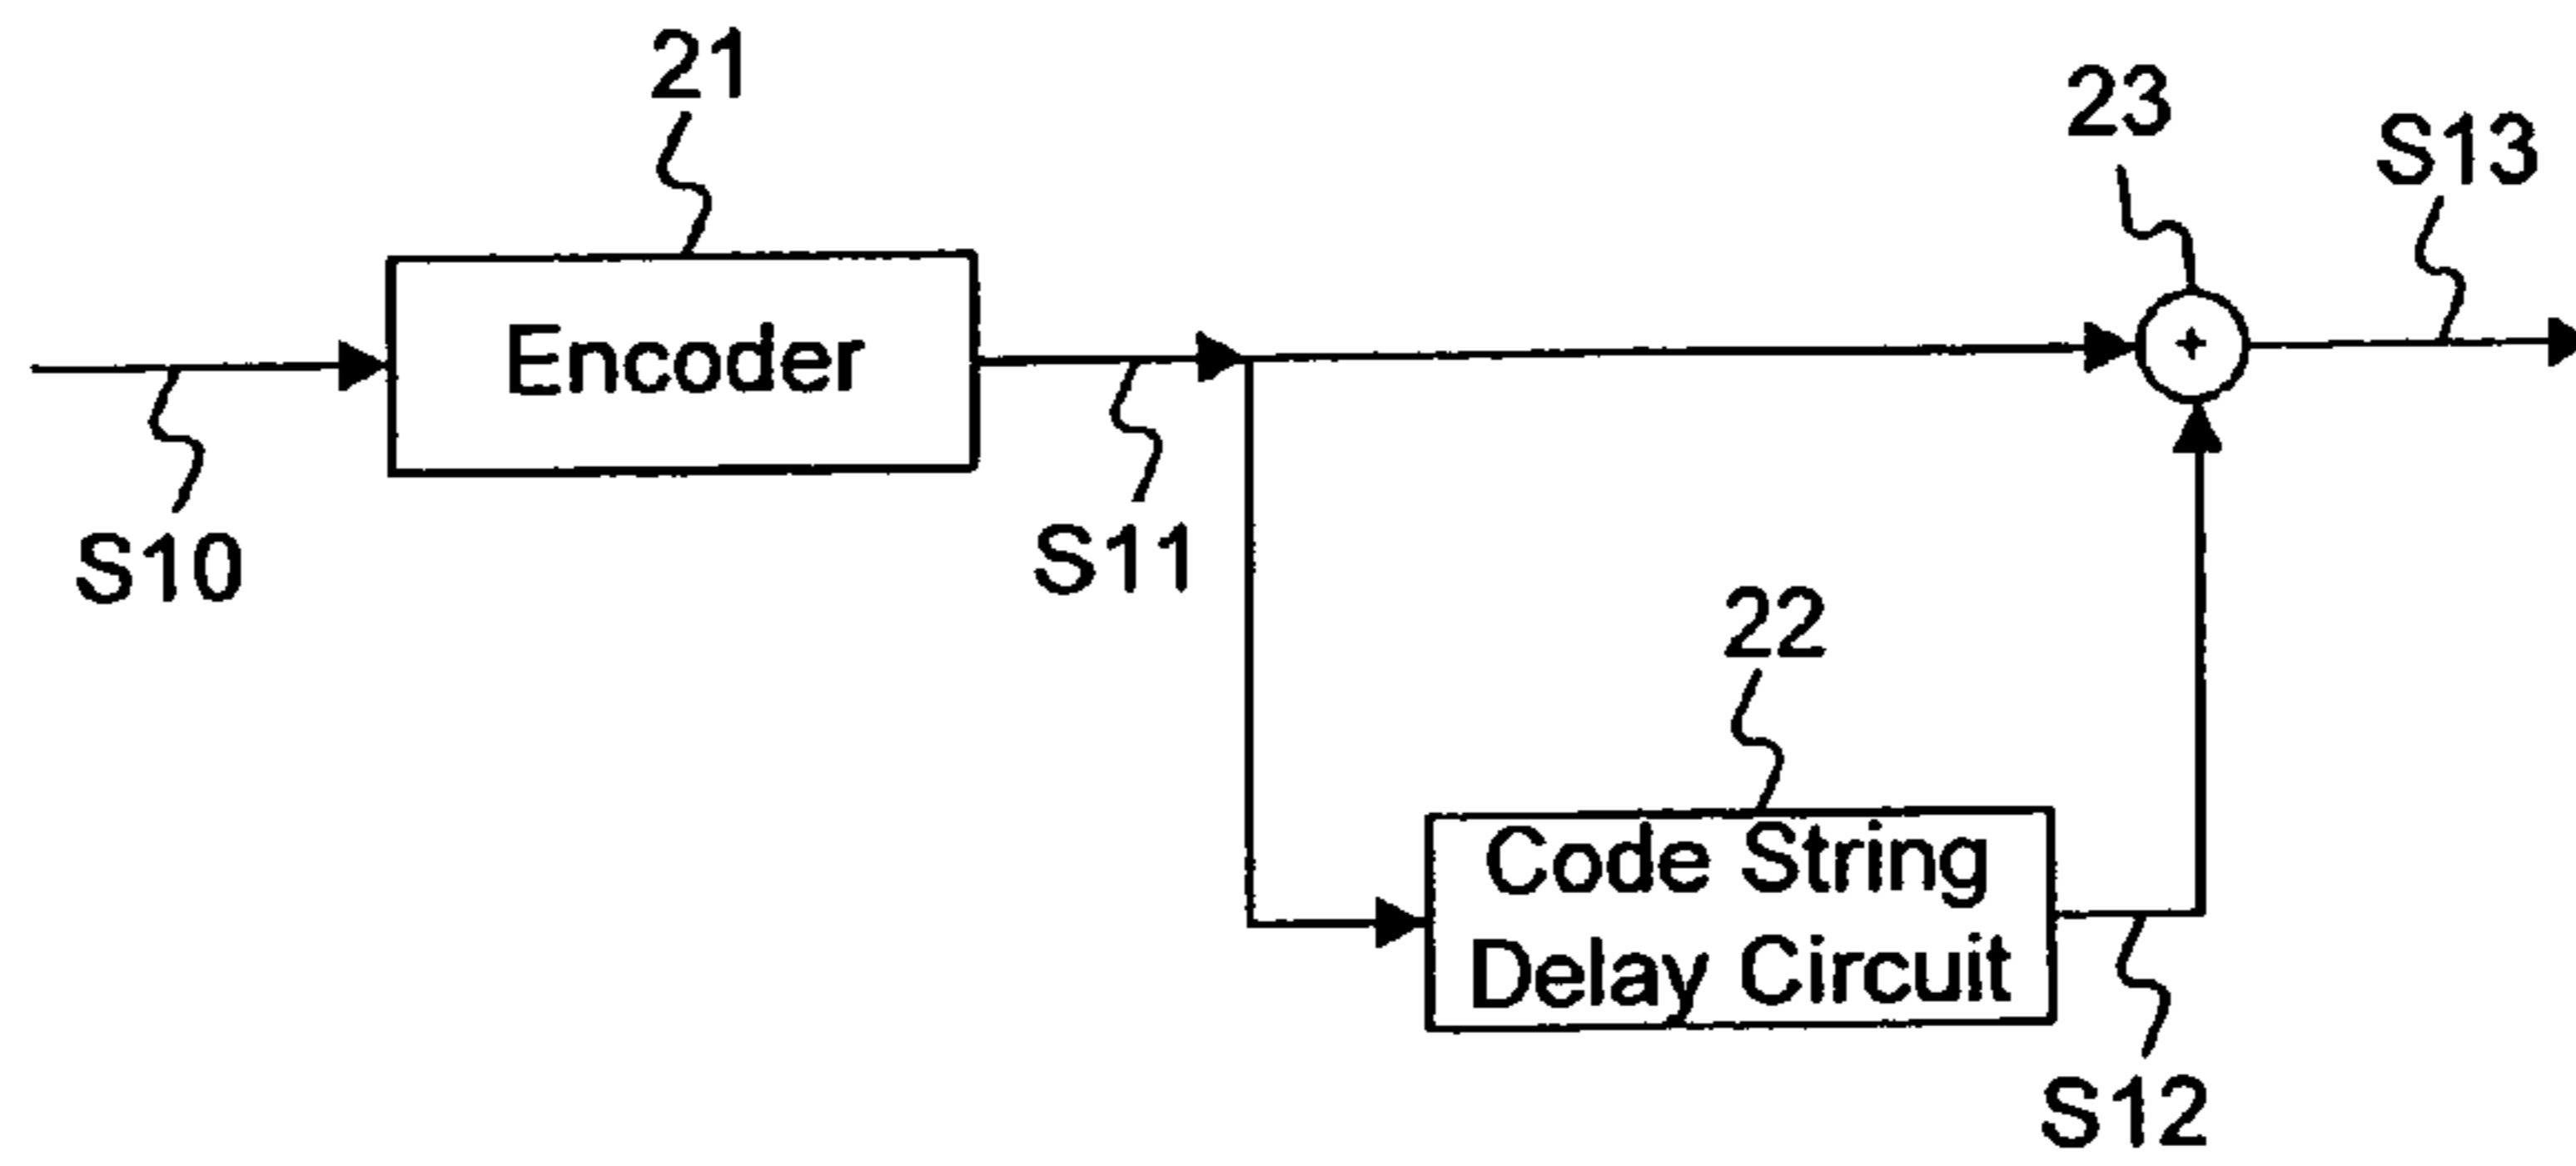 21
23
S13
Encoder
+
S10
S11
22
Code String
Delay Circuit
S12